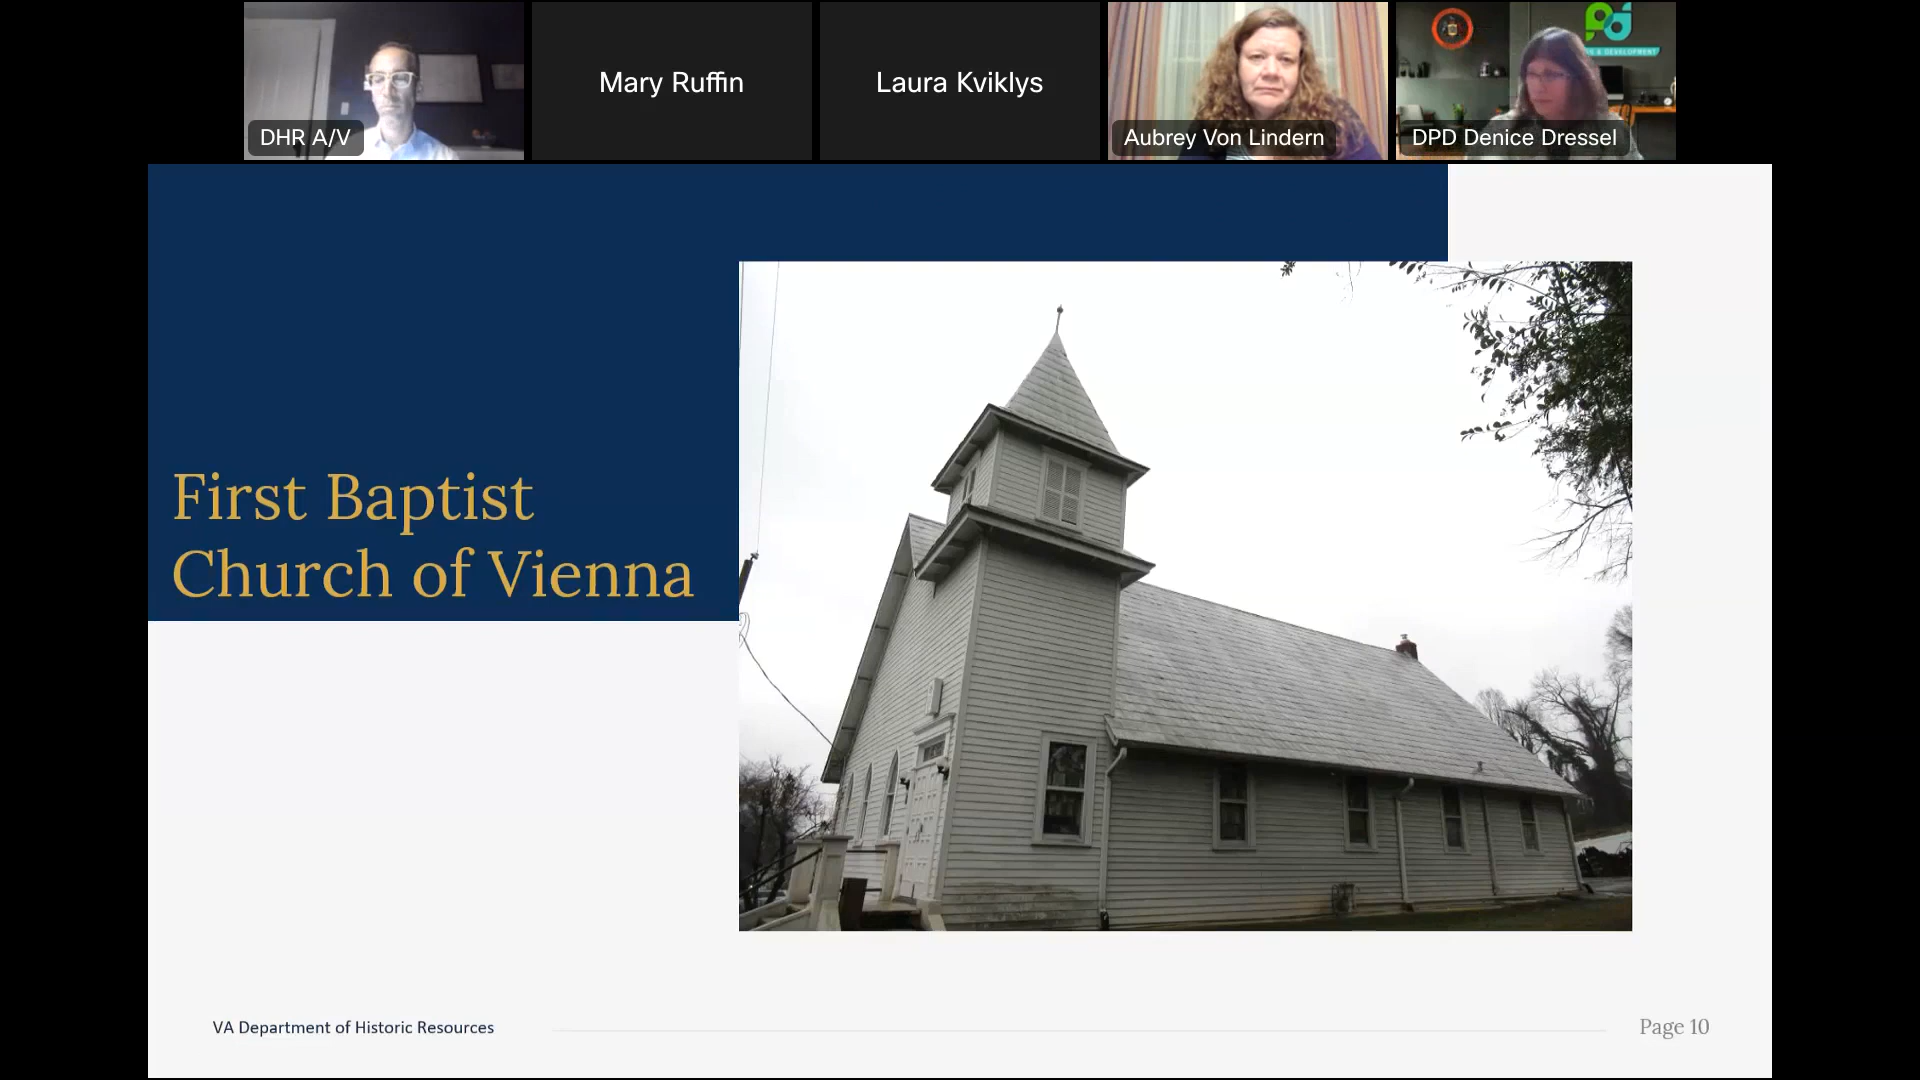 DHR A/V
Mary Ruffin
Laura Kviklys
Aubrey Von Lindern
DPD Denice Dressel
First Baptist
Church of Vienna
VA Department of Historic Resources
Page 10